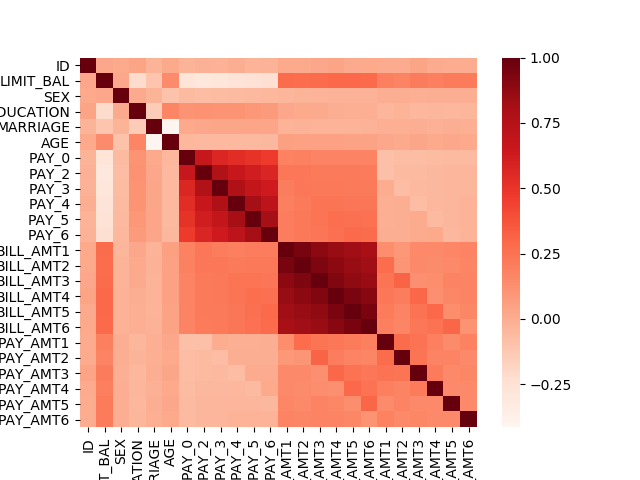 ID
LIMIT_BAL
SEX
DUCATION
MARRIAGE
AGE
PAY_0
PAY_2
PAY_3
PAY_4
PAY_5
PAY_6
BILL_AMT1
BILL_AMT2
BILL_AMT3
BILL_AMT4
BILL_AMT5
BILL_AMT6
PAY_AMT1
PAY_AMT2
PAY_AMT3
PAY_AMT4
PAY_AMT5
PAY_AMT6
ID
T_BAL
SEX
ATION
RIAGE
AGE
PAY_0
PAY_2
PAY_3
PAY_4
PAY_5
PAY_6
AMT1
AMT2
AMT3
AMT4
AMT5
AMT6
AMT1
AMT2
AMT3
AMT4
AMT5
AMT6
1.00
0.75
0.50
0.25
0.00
−0.25